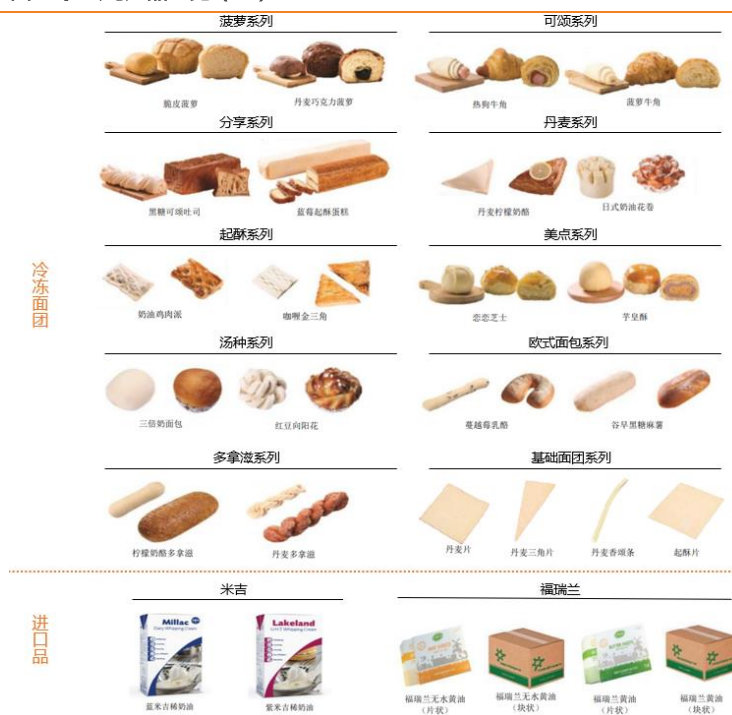 菠萝系列
可颂系列
脆皮菠萝
丹麦巧克力菠萝
热狗牛角
菠萝牛角
分享系列
丹麦系列
黑糖可颂吐司
蓝莓起酥蛋糕
丹麦柠檬奶酪
日式奶油花卷
起酥系列
美点系列
冷冻面团
奶油鸡肉派
咖喱金三角
恋恋芝士
芋皇酥
汤种系列
欧式面包系列
三倍奶面包
红豆向阳花
蔓越莓乳酪
谷早黑糖麻薯
多拿滋系列
基础面团系列
柠檬奶酪多拿滋
丹麦多拿滋
丹麦片
丹麦三角片
丹麦香颂条
起酥片
米吉
福瑞兰
进口品
Millac
Dairy Whipping Cream
Lakeland
蓝米吉稀奶油
紫米吉稀奶油
福瑞兰无水黄油
（片状）
福瑞兰无水黄油
（块状）
福瑞兰黄油
（片状）
福瑞兰黄油
（块状）